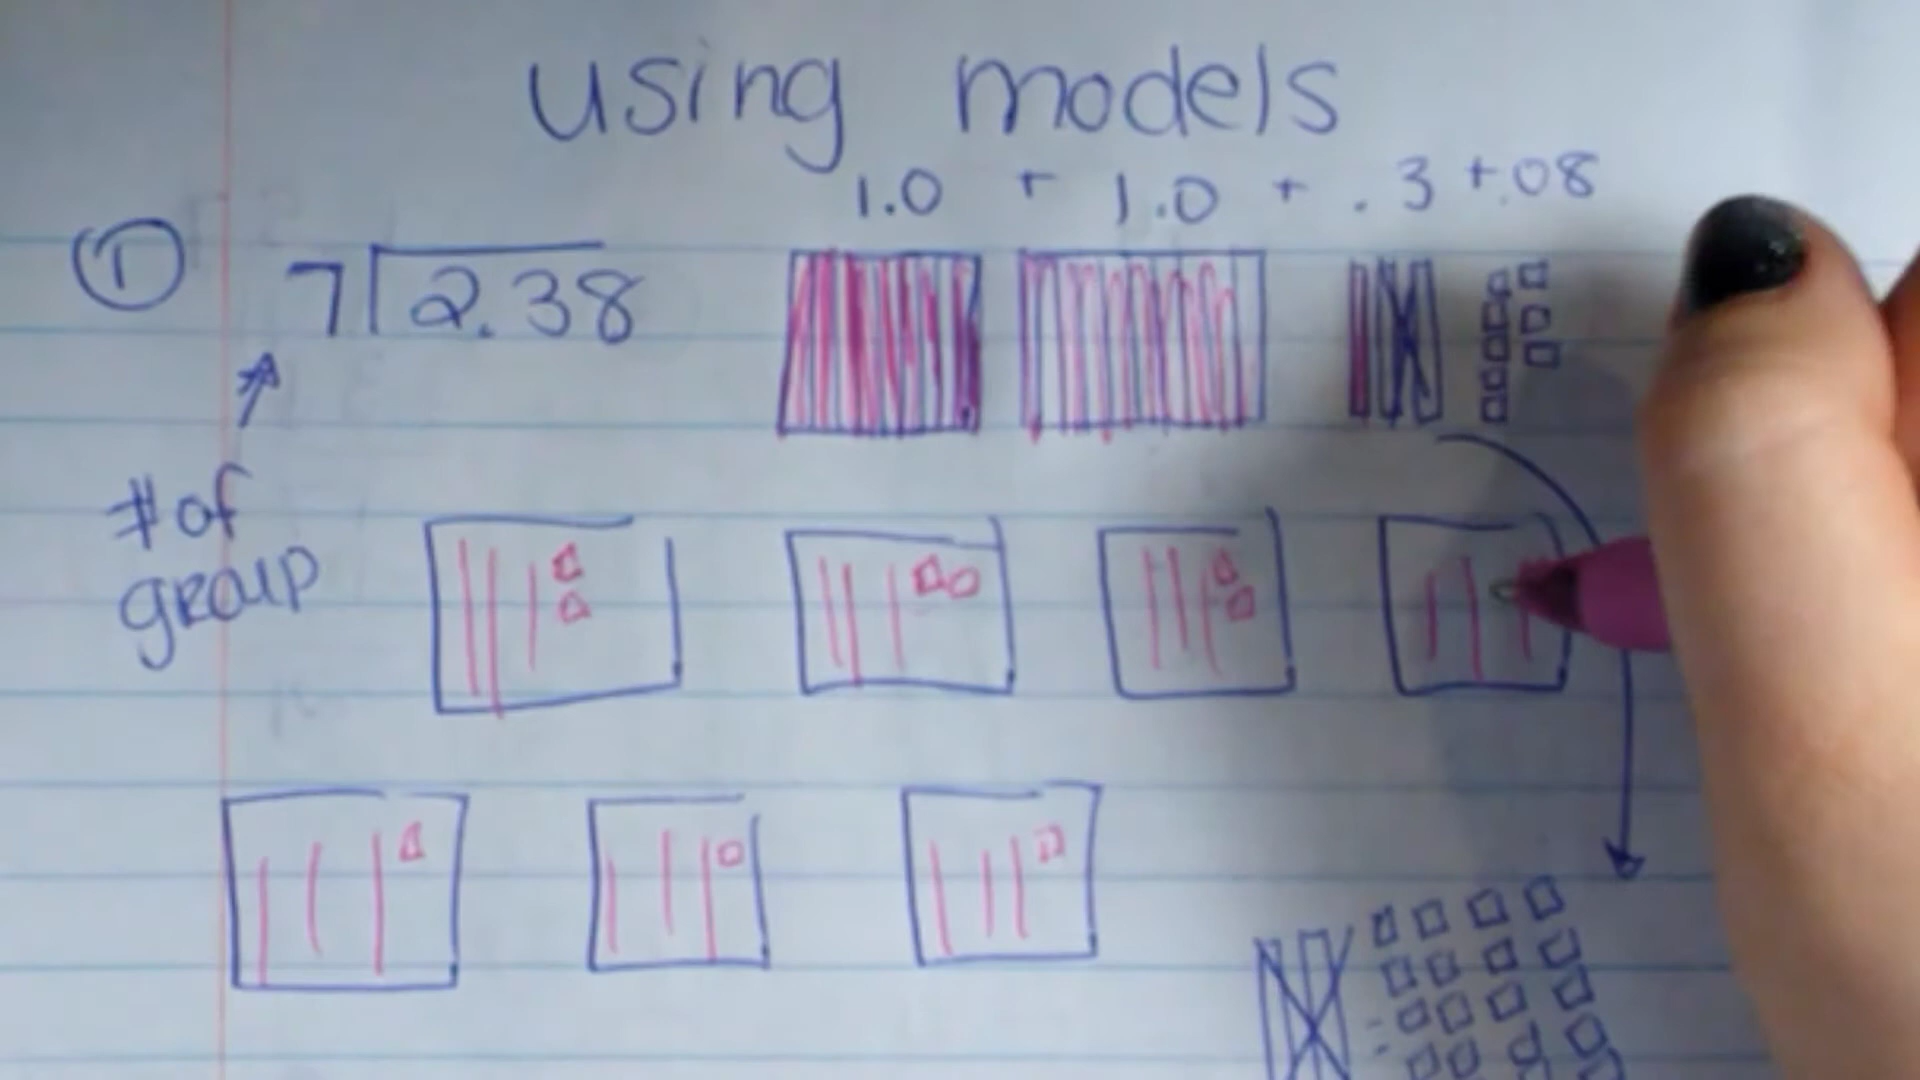 using models
1.0 + 1.0 + .3 +.08
① 7 2.38
# of
group